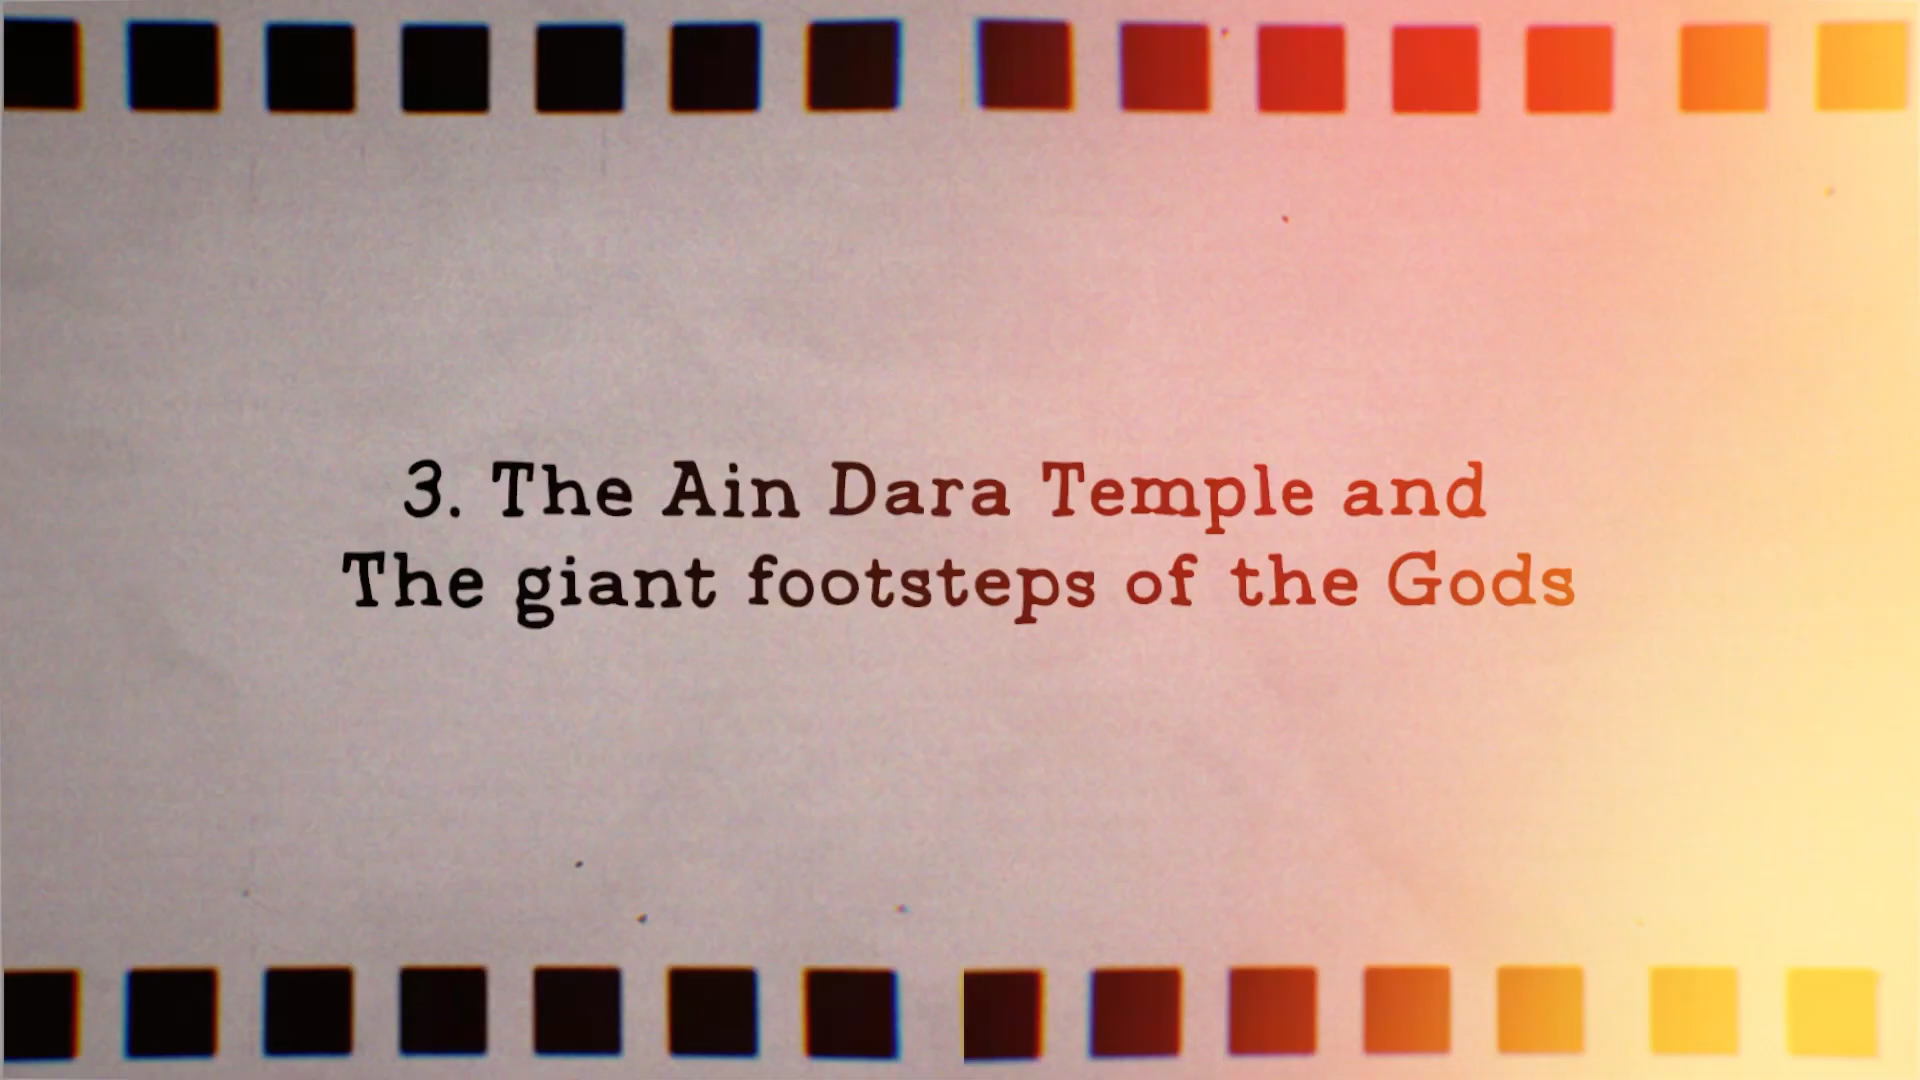 3. The Ain Dara Temple and
The giant footsteps of the Gods